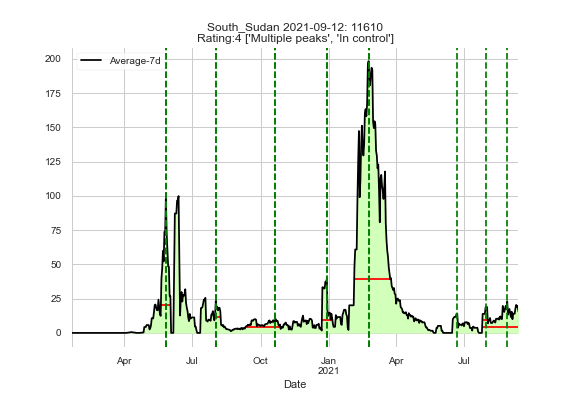 South_Sudan 2021-09-12: 11610
Rating:4 ['Multiple peaks', 'In control']
Average-7d
200
175
150
125
100
75
50
25
0
Apr
Jul
Oct
Jan
2021
Apr
Jul
Date